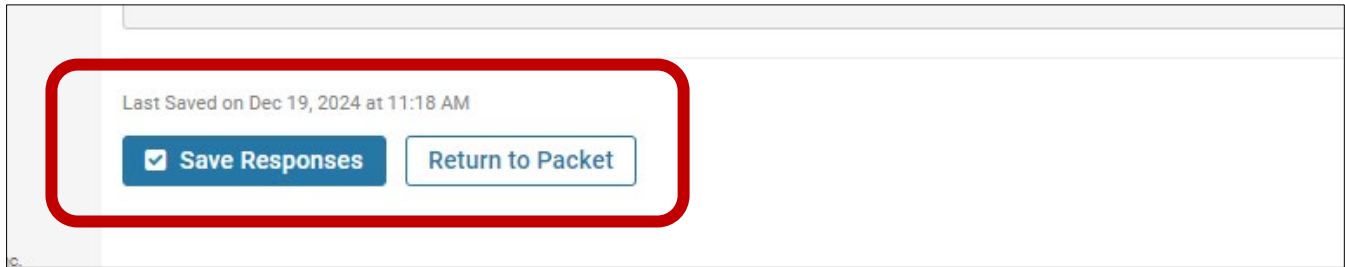 Last Saved on Dec 19, 2024 at 11:18 AM
Save Responses Return to Packet